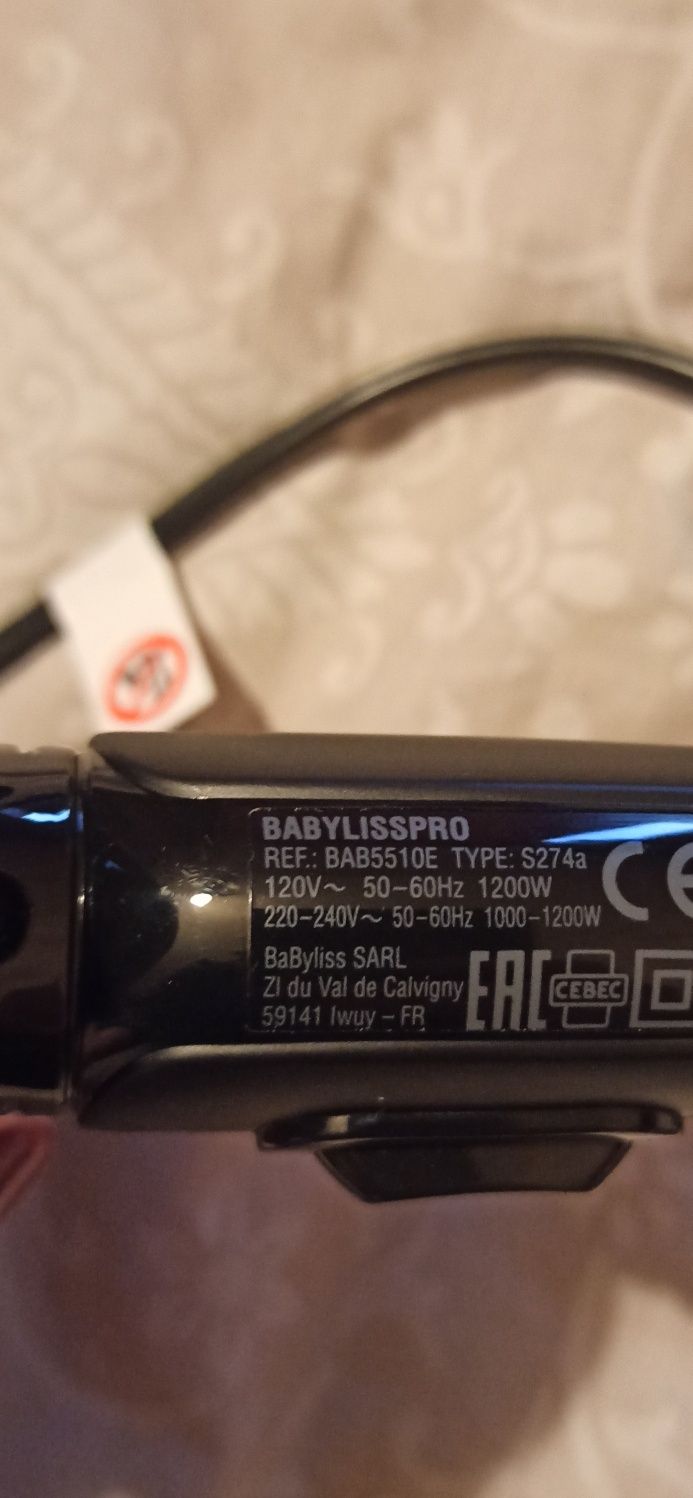 BABYLISSPRO
REF.: BAB5510E TYPE: S274a
120V~ 50-60Hz 1200W
220-240V~ 50-60Hz 1000-1200W
BaByliss SARL
ZI du Val de Calvigny
59141 Iwuy - FR
CE
EAC
CEBEC